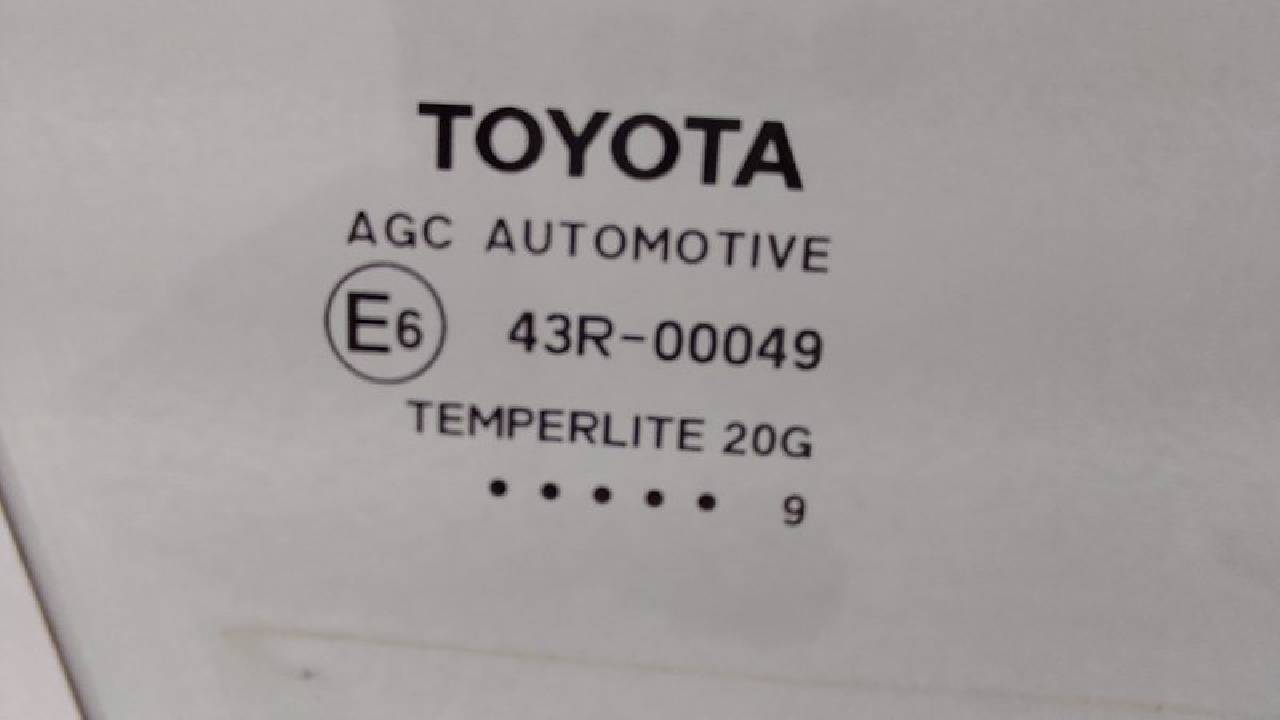 TOYOTA
AGC AUTOMOTIVE
E6 43R-00049
TEMPERLITE 20G
• • • • • 9